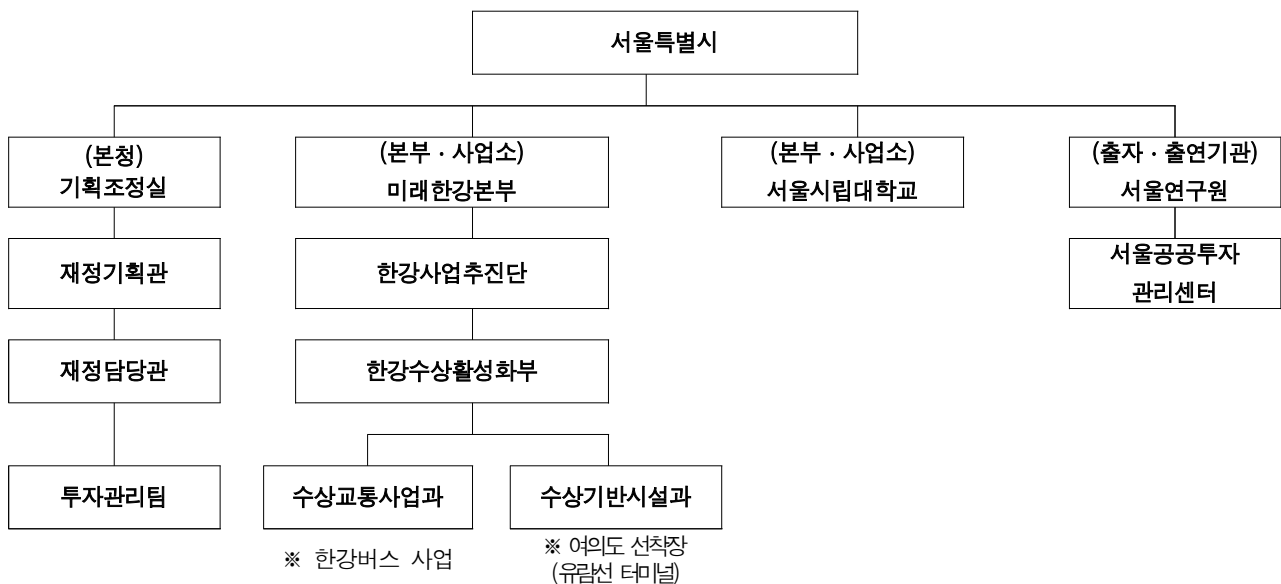 서울특별시
(본청)
기획조정실
(본부 · 사업소)
미래한강본부
(본부 · 사업소)
서울시립대학교
(출자 · 출연기관)
서울연구원
재정기획관
한강사업추진단
서울공공투자
관리센터
재정담당관
한강수상활성화부
투자관리팀
수상교통사업과
수상기반시설과
※ 한강버스 사업
※ 여의도 선착장
(유람선 터미널)